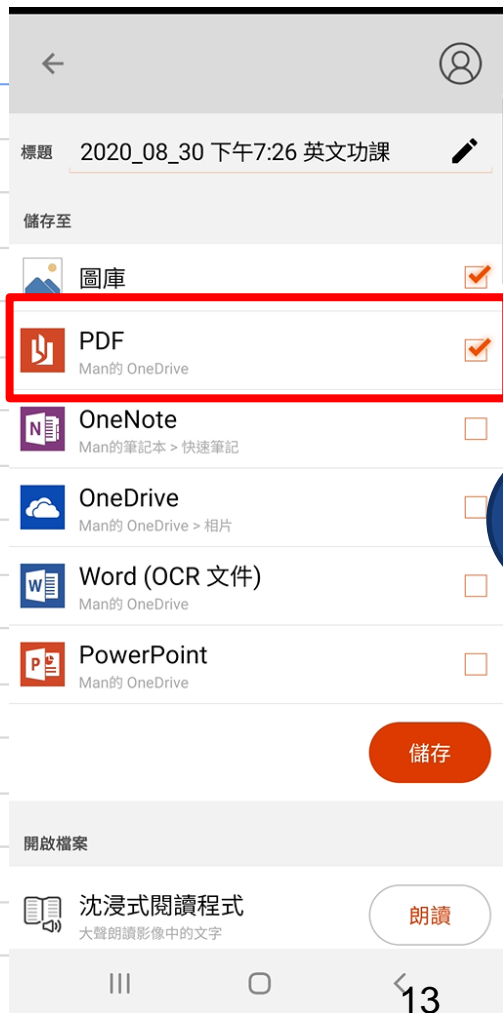 標題 2020_08_30 下午7:26 英文功課
儲存至
圖庫
PDF
Man的 OneDrive
OneNote
Man的筆記本 > 快速筆記
OneDrive
Man的 OneDrive > 相片
Word (OCR 文件)
Man的 OneDrive
PowerPoint
Man的 OneDrive
儲存
開啟檔案
沈浸式閱讀程式
大聲朗讀影像中的文字
朗讀
13